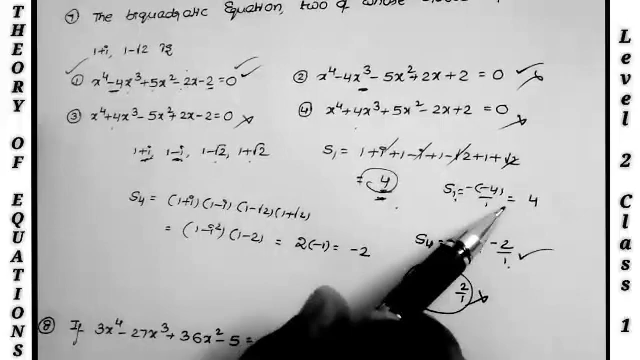 THEORY OF EQUATIONS
⑦ The biquadratic Equation, two of whose
1+i, 1-√2 is
① x⁴-4x³+5x²-2x-2=0
② x⁴-4x³-5x²+2x+2=0
③ x⁴+4x³-5x²+2x-2=0
④ x⁴+4x³+5x²-2x+2=0
1+i, 1-i, 1-√2, 1+√2
S₁ = 1+i+1-i+1-√2+1+√2
= 4
S₁ = -(-4)/1 = 4
S₄ = (1+i)(1-i)(1-√2)(1+√2)
= (1-i²)(1-2) = 2(-1) = -2
S₄ = -2/1
2/1
⑧ If 3x⁴-27x³+36x²-5=
Level 2 Class 1